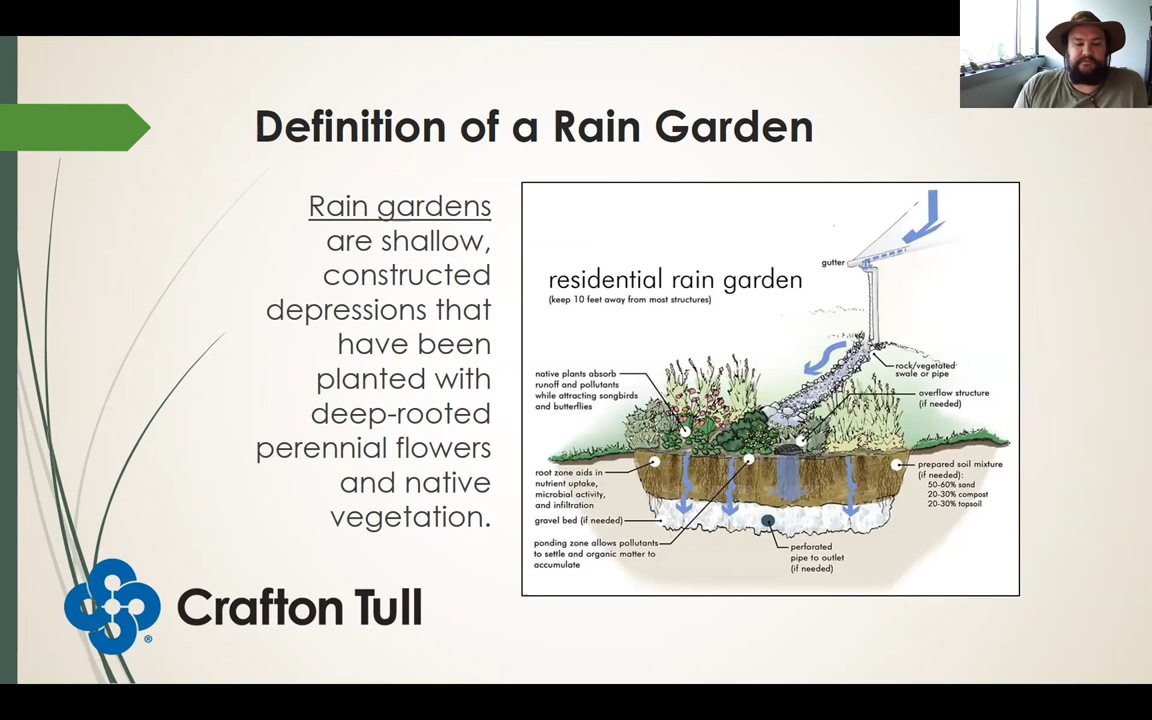 Definition of a Rain Garden
Rain gardens
are shallow,
constructed
depressions that
have been
planted with
deep-rooted
perennial flowers
and native
vegetation.
residential rain garden
(keep 10 feet away from most structures)
gutter
rock/vegetated
swale or pipe
overflow structure
(if needed)
native plants absorb
runoff and pollutants
while attracting songbirds
and butterflies
root zone aids in
nutrient uptake,
microbial activity,
and infiltration
gravel bed (if needed)
ponding zone allows pollutants
to settle and organic matter to
accumulate
prepared soil mixture
(if needed):
50-60% sand
20-30% compost
20-30% topsoil
perforated
pipe to outlet
(if needed)
Crafton Tull
®